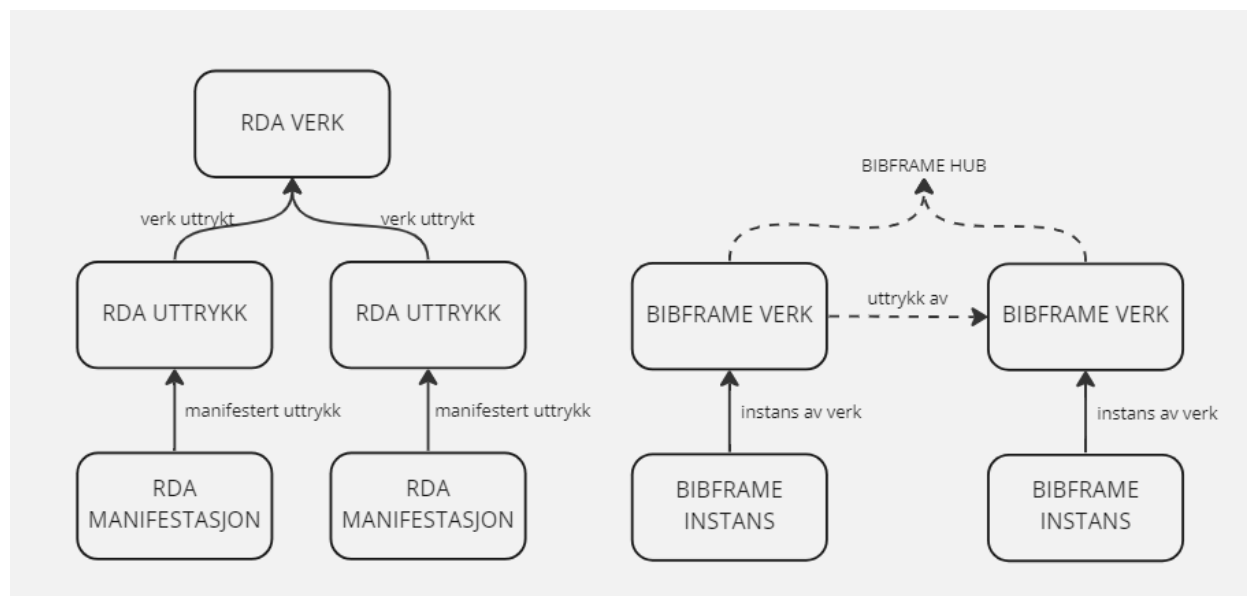 RDA VERK
BIBFRAME HUB
verk uttrykt
verk uttrykt
RDA UTTRYKK
RDA UTTRYKK
BIBFRAME VERK
uttrykk av
BIBFRAME VERK
manifestert uttrykk
manifestert uttrykk
instans av verk
instans av verk
RDA
MANIFESTASJON
RDA
MANIFESTASJON
BIBFRAME
INSTANS
BIBFRAME
INSTANS